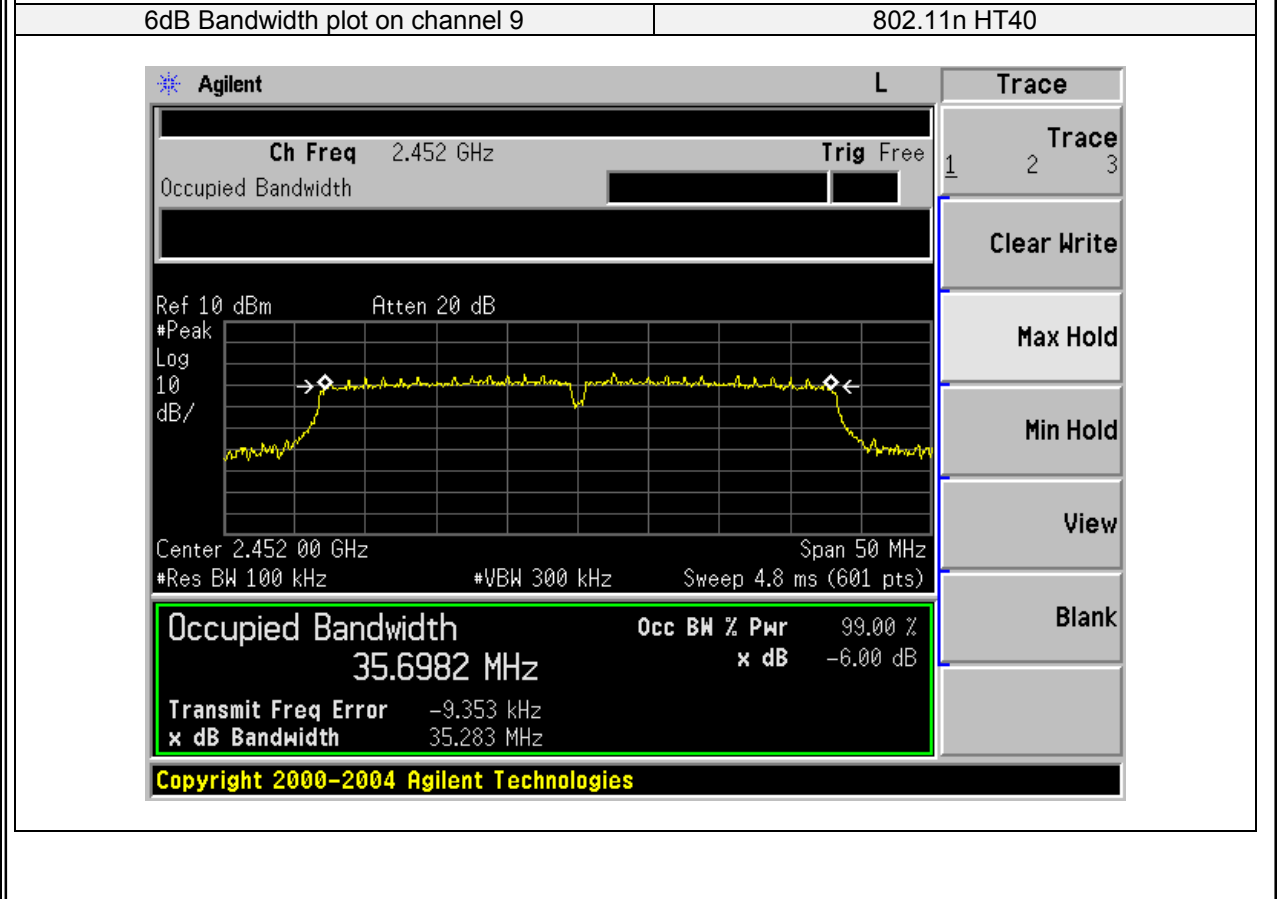 6dB Bandwidth plot on channel 9 802.11n HT40
Agilent L Trace
Ch Freq 2.452 GHz Trig Free
Occupied Bandwidth
Trace
1 2 3
Clear Write
Max Hold
Min Hold
View
Blank
Ref 10 dBm Atten 20 dB
#Peak
Log
10
dB/
Center 2.452 00 GHz Span 50 MHz
#Res BW 100 kHz #VBW 300 kHz Sweep 4.8 ms (601 pts)
Occupied Bandwidth Occ BW % Pwr 99.00 %
35.6982 MHz x dB -6.00 dB
Transmit Freq Error -9.353 kHz
x dB Bandwidth 35.283 MHz
Copyright 2000-2004 Agilent Technologies